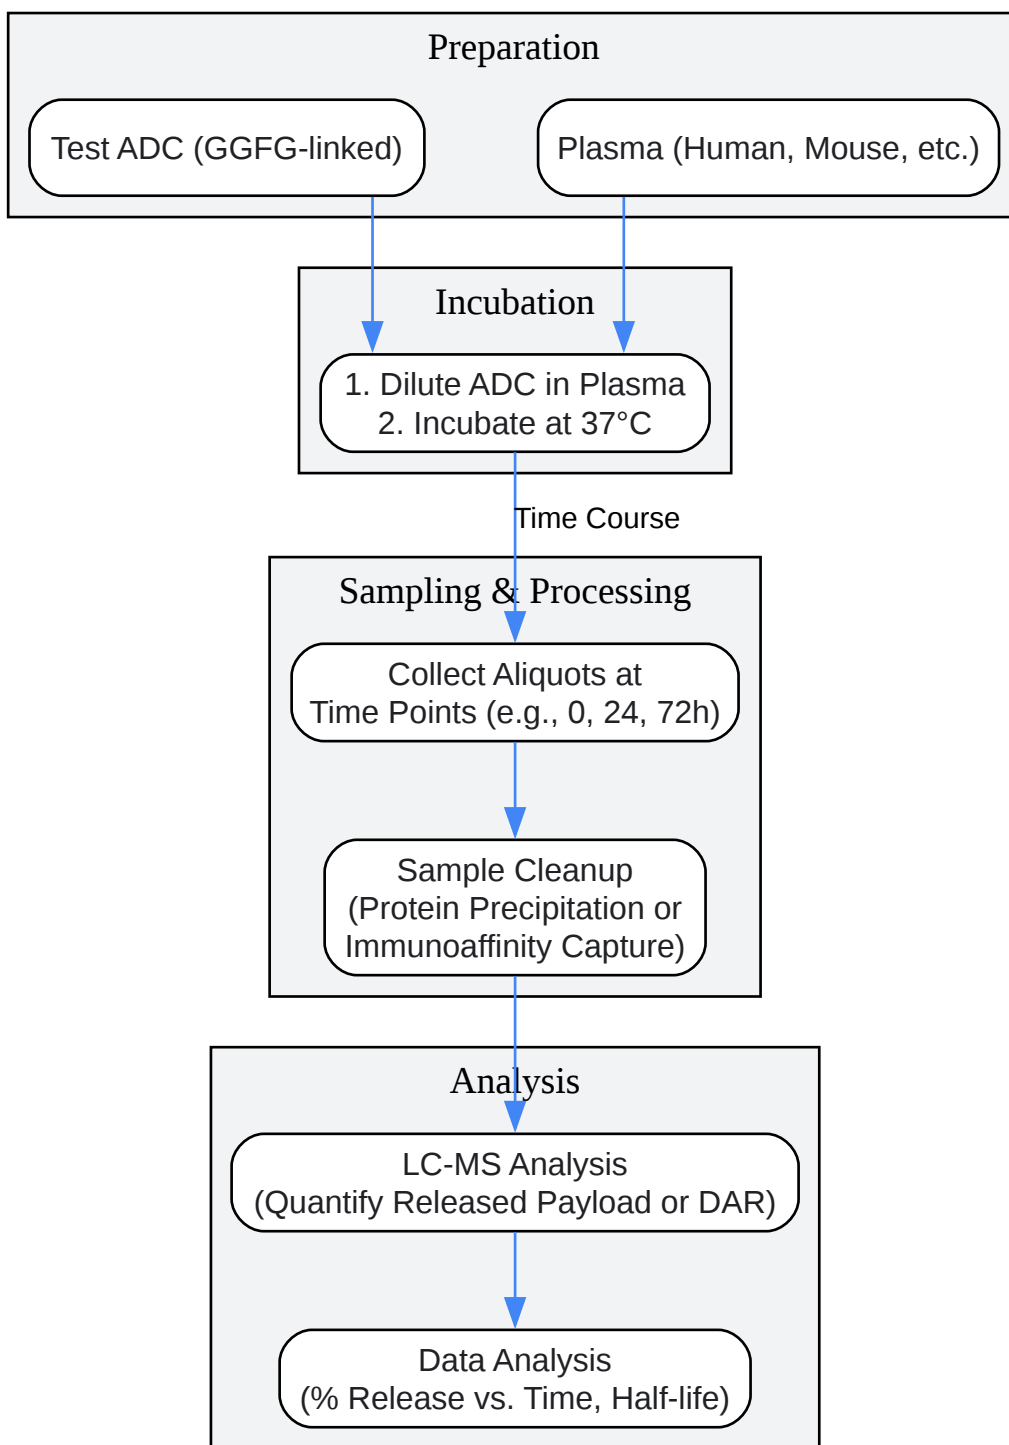 Preparation
Test ADC (GGFG-linked)
Plasma (Human, Mouse, etc.)
Incubation
1. Dilute ADC in Plasma
2. Incubate at 37°C
Time Course
Sampling & Processing
Collect Aliquots at
Time Points (e.g., 0, 24, 72h)
Sample Cleanup
(Protein Precipitation or
Immunoaffinity Capture)
Analysis
LC-MS Analysis
(Quantify Released Payload or DAR)
Data Analysis
(% Release vs. Time, Half-life)